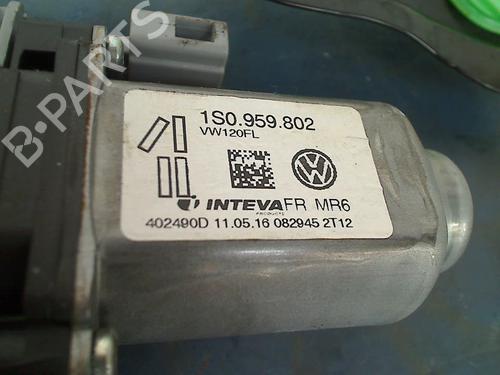 B-PARTS
1S0.959.802
VW120FL
INTEVA FR MR6
PRODUCTS
402490D 11.05.16 082945 2T12